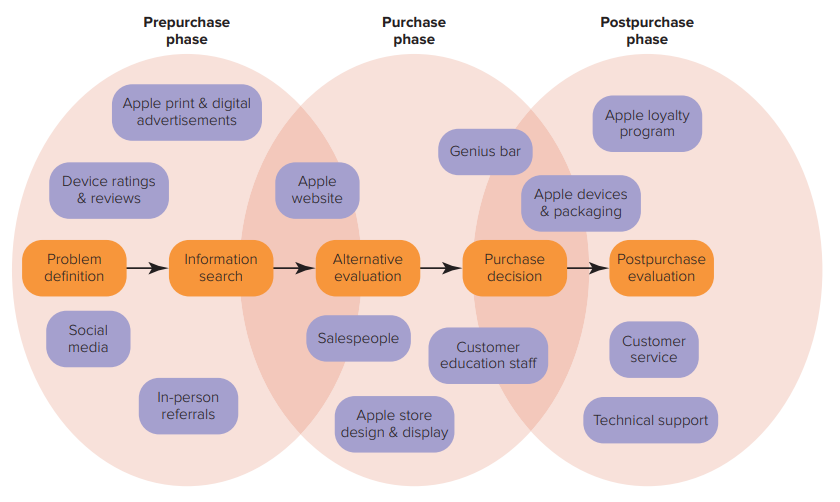 Prepurchase
phase
Purchase
phase
Postpurchase
phase
Apple print & digital
advertisements
Apple loyalty
program
Genius bar
Device ratings
& reviews
Apple
website
Apple devices
& packaging
Problem
definition
Information
search
Alternative
evaluation
Purchase
decision
Postpurchase
evaluation
Social
media
Salespeople
Customer
education staff
Customer
service
In-person
referrals
Apple store
design & display
Technical support